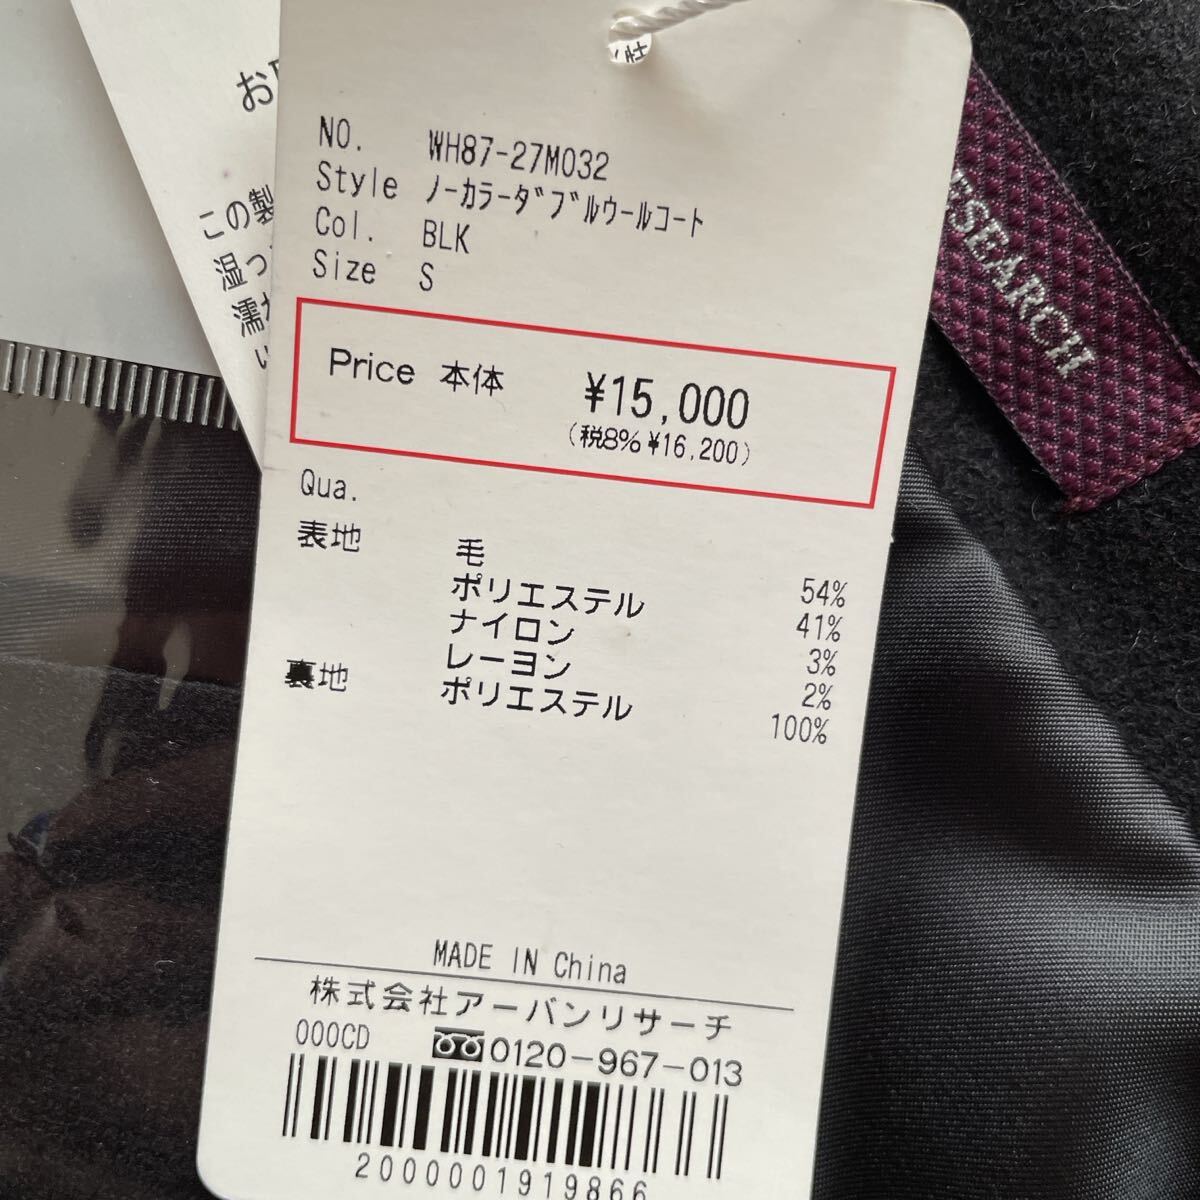 NO. WH87-27M032
Style ﾉｰｶﾗｰﾀﾞﾌﾞﾙｳｰﾙｺｰﾄ
Col. BLK
Size S
Price 本体 ¥15,000
(税8% ¥16,200)
Qua.
表地 毛 54%
ポリエステル 41%
ナイロン 3%
レーヨン 2%
裏地 ポリエステル 100%
MADE IN China
株式会社アーバンリサーチ
000CD 0120-967-013
2000001919866
この製
湿っ
濡れ
ESEARCH